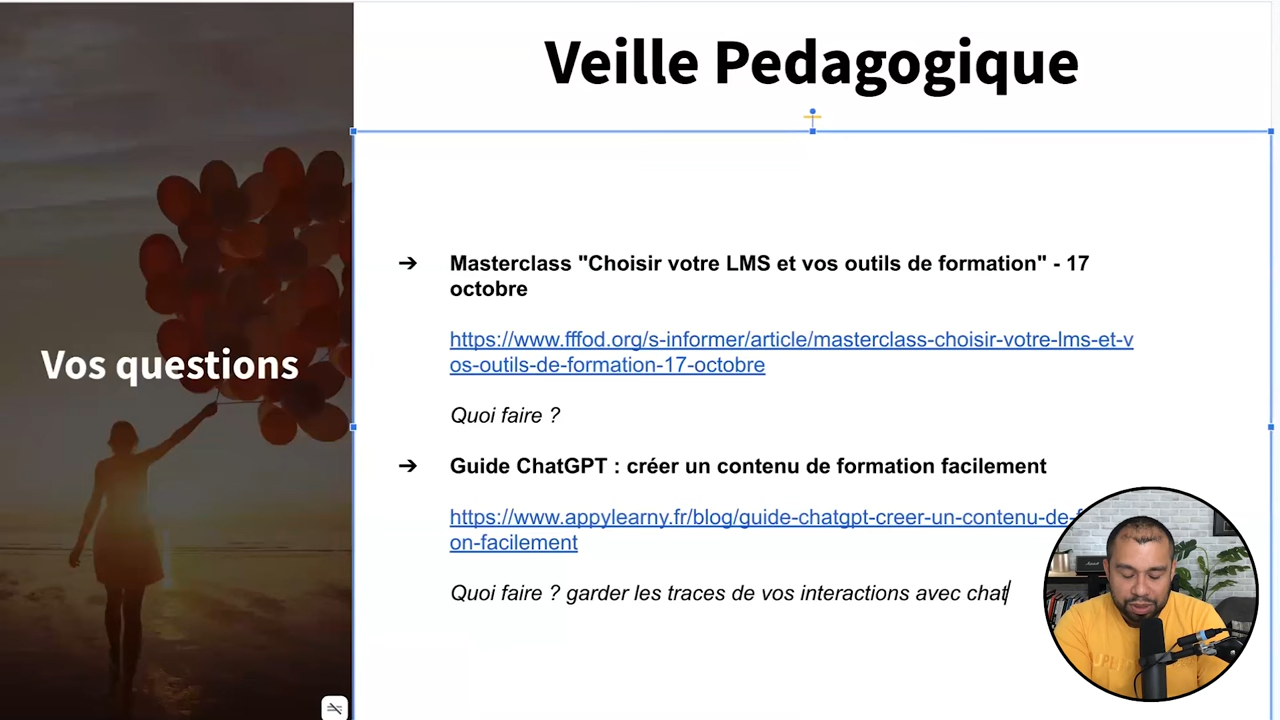 Veille Pedagogique
Vos questions
➔ Masterclass "Choisir votre LMS et vos outils de formation" - 17
octobre
https://www.fffod.org/s-informer/article/masterclass-choisir-votre-lms-et-v
os-outils-de-formation-17-octobre
Quoi faire ?
➔ Guide ChatGPT : créer un contenu de formation facilement
https://www.appylearny.fr/blog/guide-chatgpt-creer-un-contenu-de-f
on-facilement
Quoi faire ? garder les traces de vos interactions avec chat